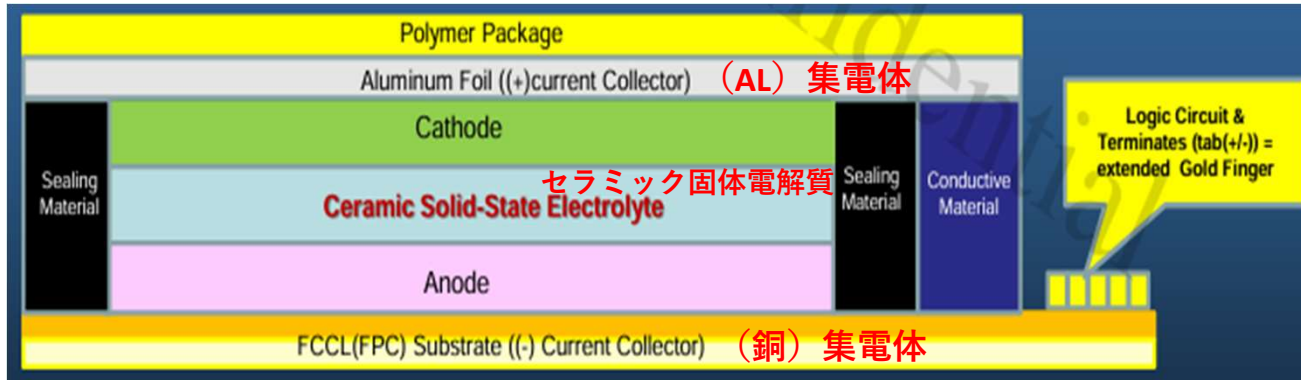 Polymer Package
Aluminum Foil ((+)current Collector) （AL）集電体
Cathode
セラミック固体電解質
Ceramic Solid-State Electrolyte
Anode
Sealing
Material
Sealing
Material
Conductive
Material
Logic Circuit &
Terminates (tab(+/-)) =
extended Gold Finger
FCCL(FPC) Substrate ((-) Current Collector) （銅）集電体